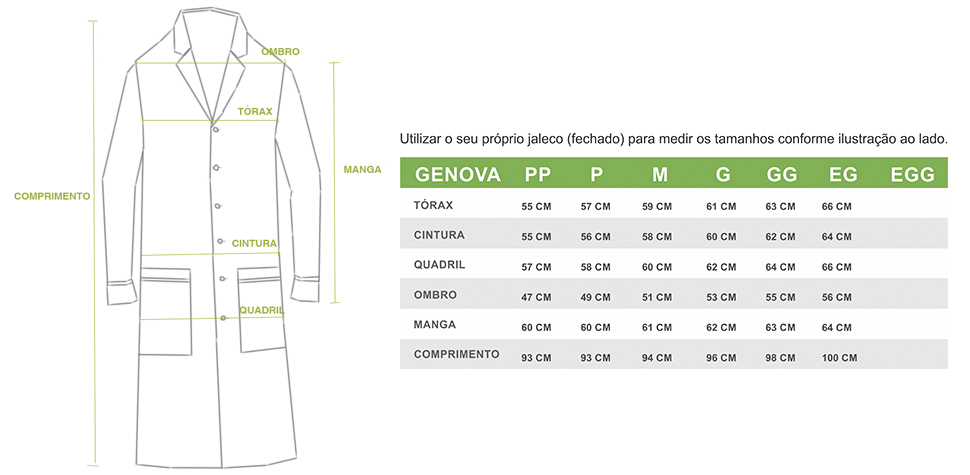 OMBRO
TÓRAX
MANGA
COMPRIMENTO
CINTURA
QUADRIL
Utilizar o seu próprio jaleco (fechado) para medir os tamanhos conforme ilustração ao lado.
GENOVA PP P M G GG EG EGG
TÓRAX 55 CM 57 CM 59 CM 61 CM 63 CM 66 CM
CINTURA 55 CM 56 CM 58 CM 60 CM 62 CM 64 CM
QUADRIL 57 CM 58 CM 60 CM 62 CM 64 CM 66 CM
OMBRO 47 CM 49 CM 51 CM 53 CM 55 CM 56 CM
MANGA 60 CM 60 CM 61 CM 62 CM 63 CM 64 CM
COMPRIMENTO 93 CM 93 CM 94 CM 96 CM 98 CM 100 CM